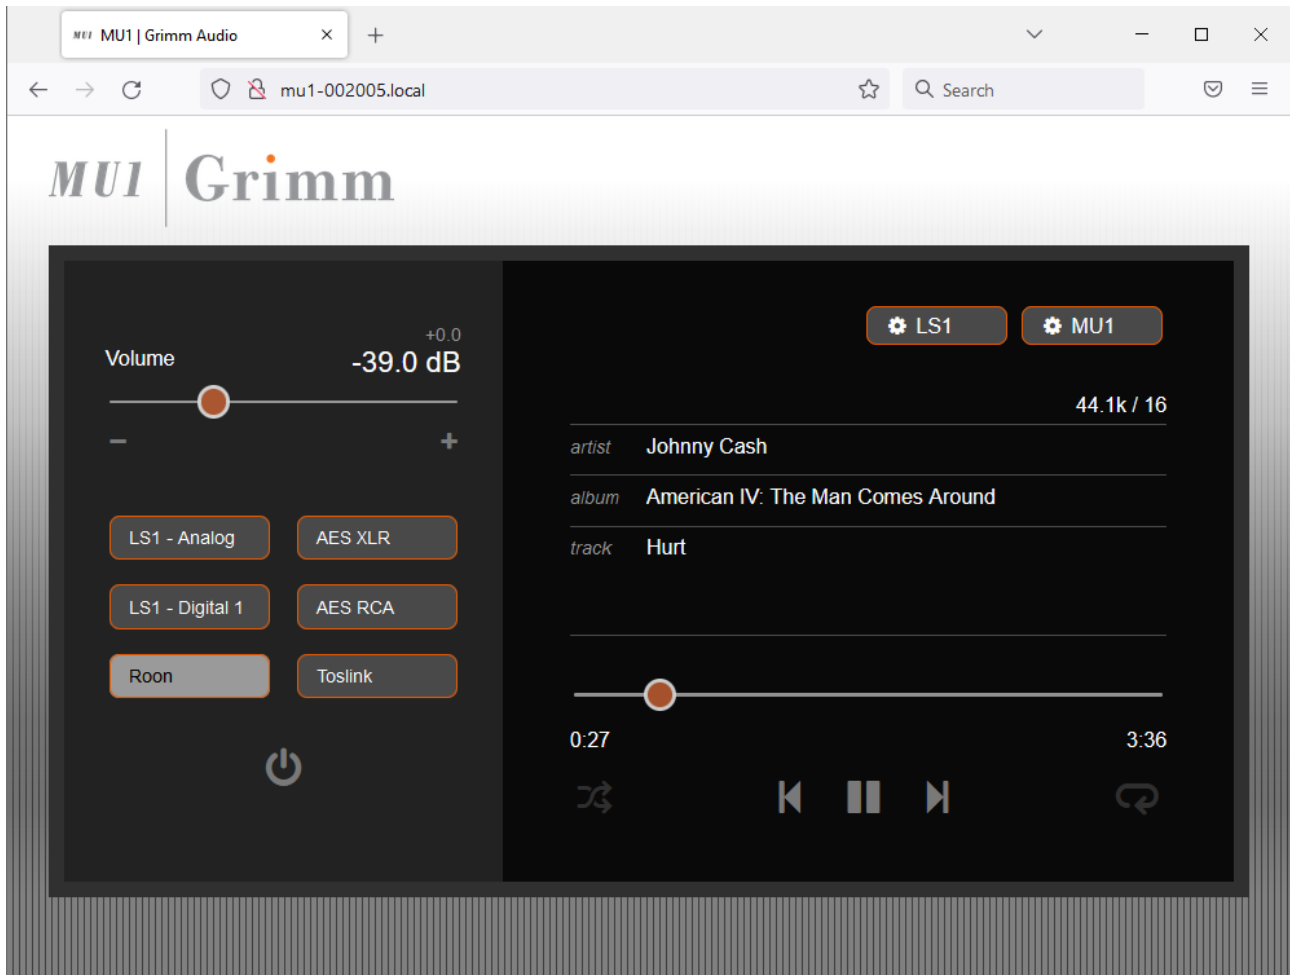 MU1 MU1 | Grimm Audio
mu1-002005.local
Search
MU1 Grimm
+0.0
Volume -39.0 dB
− +
LS1 - Analog AES XLR
LS1 - Digital 1 AES RCA
Roon Toslink
LS1 MU1
44.1k / 16
artist Johnny Cash
album American IV: The Man Comes Around
track Hurt
0:27 3:36